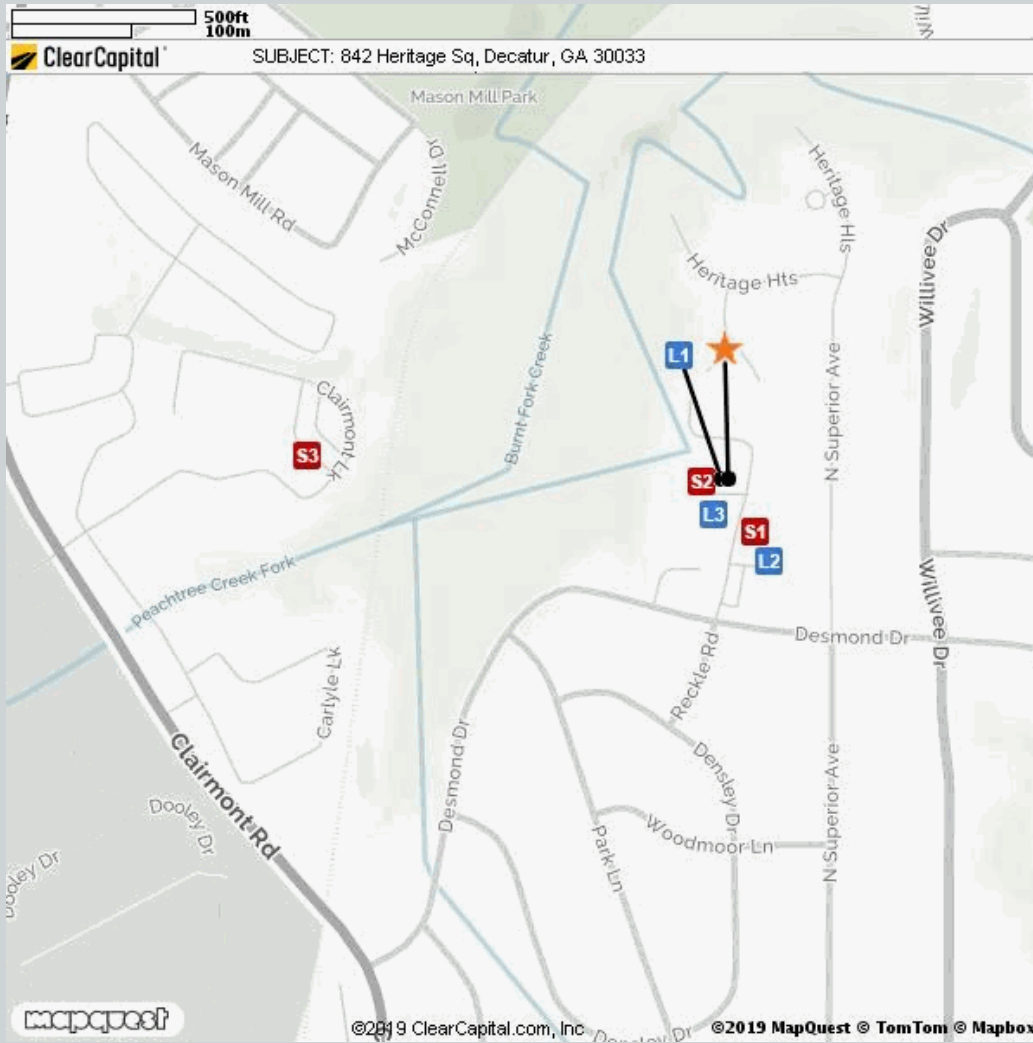 500ft
100m
ClearCapital
SUBJECT: 842 Heritage Sq, Decatur, GA 30033
Mason Mill Park
Mason Mill Rd
McConnell Dr
Heritage Hls
Heritage Hts
Willivee Dr
L1
N Superior Ave
Burnt Fork Creek
Clairmont Lk
S3
S2
L3
S1
L2
Peachtree Creek Fork
Willivee Dr
Desmond Dr
Reckle Rd
Carlyle Lk
Clairmont Rd
Desmond Dr
Densley Dr
N Superior Ave
Dooley Dr
Dooley Dr
Park Ln
Woodmoor Ln
mapquest
©2019 ClearCapital.com, Inc
Densley Dr
©2019 MapQuest © TomTom © Mapbox